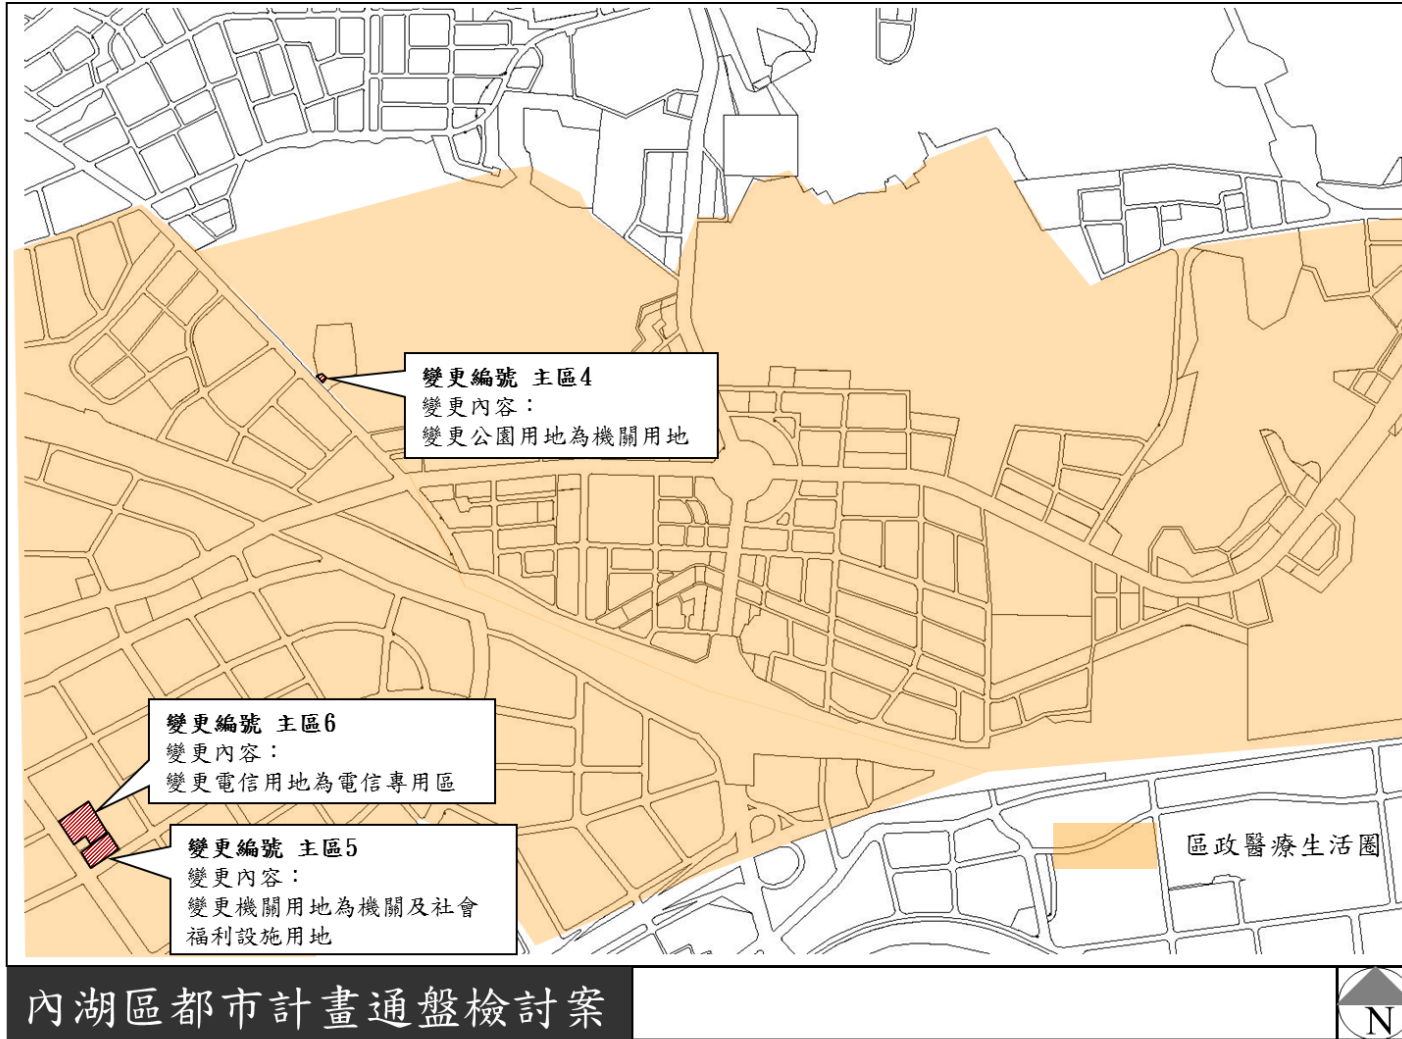 變更編號 主區4
變更內容：
變更公園用地為機關用地
變更編號 主區6
變更內容：
變更電信用地為電信專用區
變更編號 主區5
變更內容：
變更機關用地為機關及社會
福利設施用地
區政醫療生活圈
內湖區都市計畫通盤檢討案
N